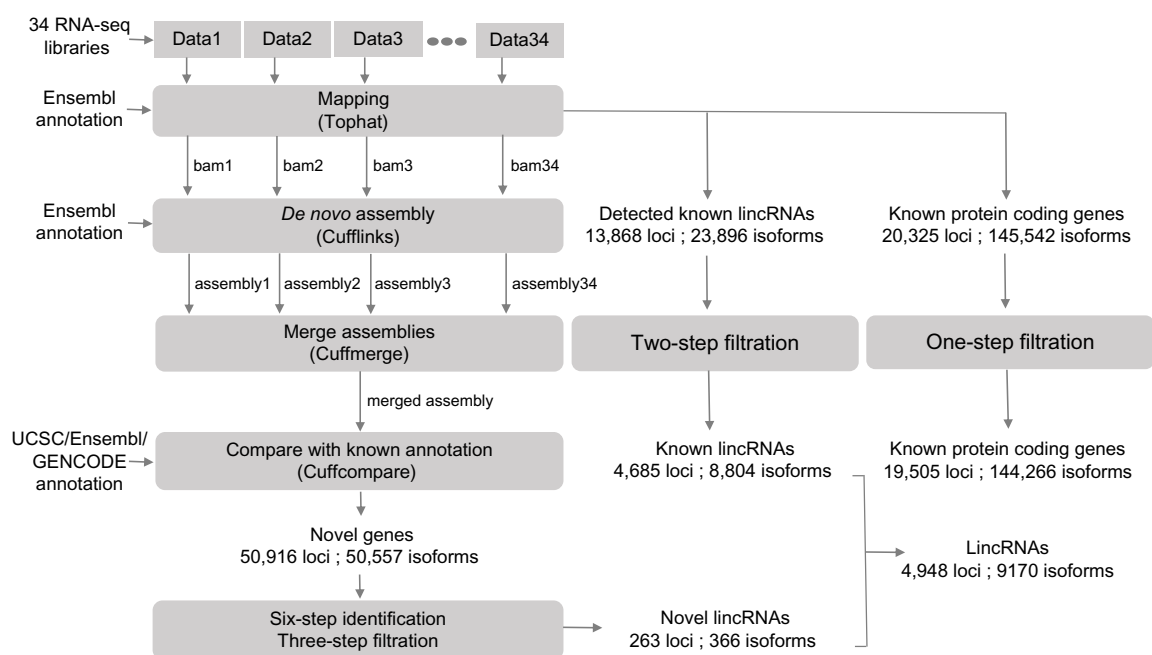 34 RNA-seq
libraries
Data1
Data2
Data3
Data34
Ensembl
annotation
Mapping
(Tophat)
bam1
bam2
bam3
bam34
Ensembl
annotation
De novo assembly
(Cufflinks)
Detected known lincRNAs
13,868 loci ; 23,896 isoforms
Known protein coding genes
20,325 loci ; 145,542 isoforms
assembly1
assembly2
assembly3
assembly34
Merge assemblies
(Cuffmerge)
Two-step filtration
One-step filtration
merged assembly
UCSC/Ensembl/
GENCODE
annotation
Compare with known annotation
(Cuffcompare)
Known lincRNAs
4,685 loci ; 8,804 isoforms
Known protein coding genes
19,505 loci ; 144,266 isoforms
Novel genes
50,916 loci ; 50,557 isoforms
LincRNAs
4,948 loci ; 9170 isoforms
Six-step identification
Three-step filtration
Novel lincRNAs
263 loci ; 366 isoforms